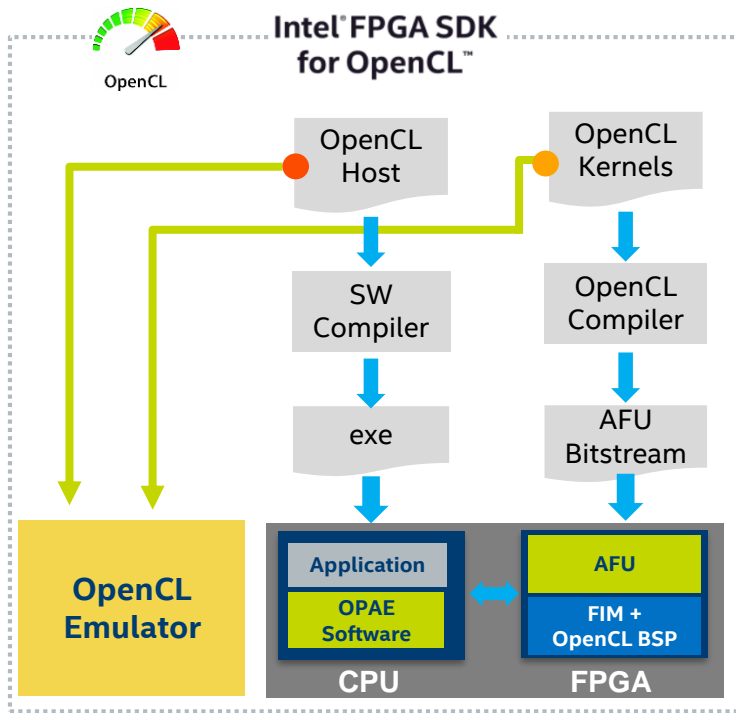 Intel® FPGA SDK
for OpenCL™
OpenCL
OpenCL
Host
OpenCL
Kernels
SW
Compiler
OpenCL
Compiler
exe
AFU
Bitstream
OpenCL
Emulator
Application
OPAE
Software
CPU
AFU
FIM +
OpenCL BSP
FPGA